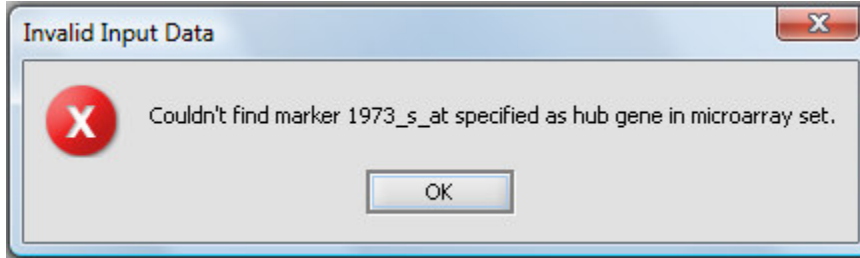 Invalid Input Data
Couldn't find marker 1973_s_at specified as hub gene in microarray set.
OK